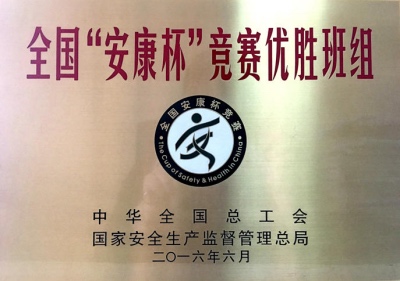 全国“安康杯”竞赛优胜班组
全国安康杯竞赛
The Cup of Safety & Health in China
中华全国总工会
国家安全生产监督管理总局
二〇一六年六月